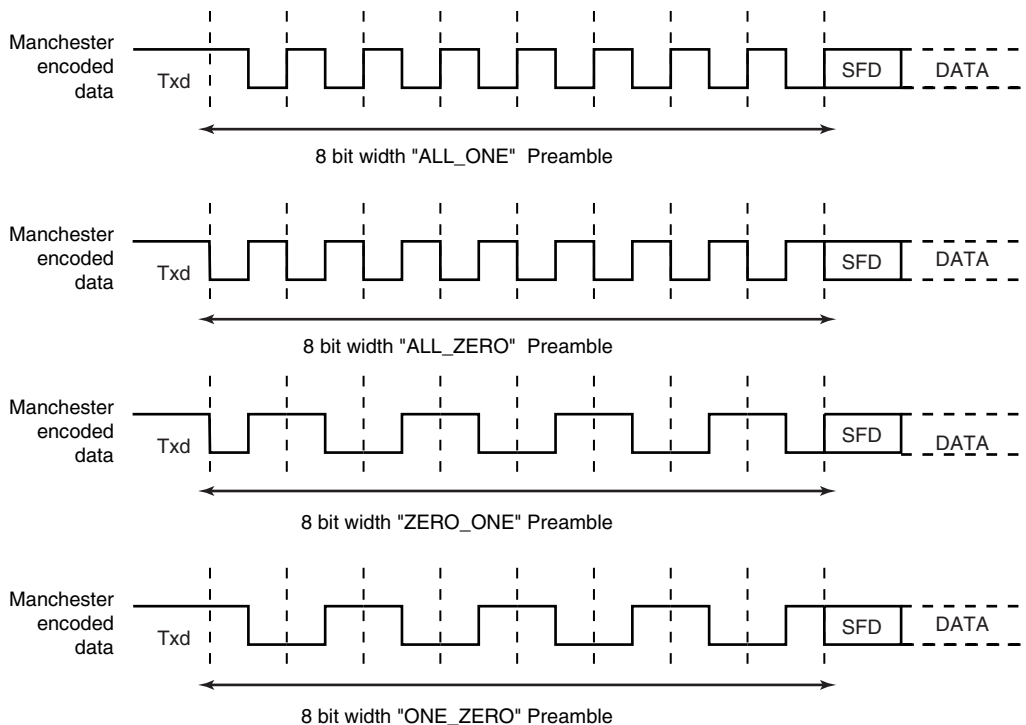 Manchester
encoded
data
Txd
SFD
DATA
8 bit width "ALL_ONE" Preamble
Manchester
encoded
data
Txd
SFD
DATA
8 bit width "ALL_ZERO" Preamble
Manchester
encoded
data
Txd
SFD
DATA
8 bit width "ZERO_ONE" Preamble
Manchester
encoded
data
Txd
SFD
DATA
8 bit width "ONE_ZERO" Preamble